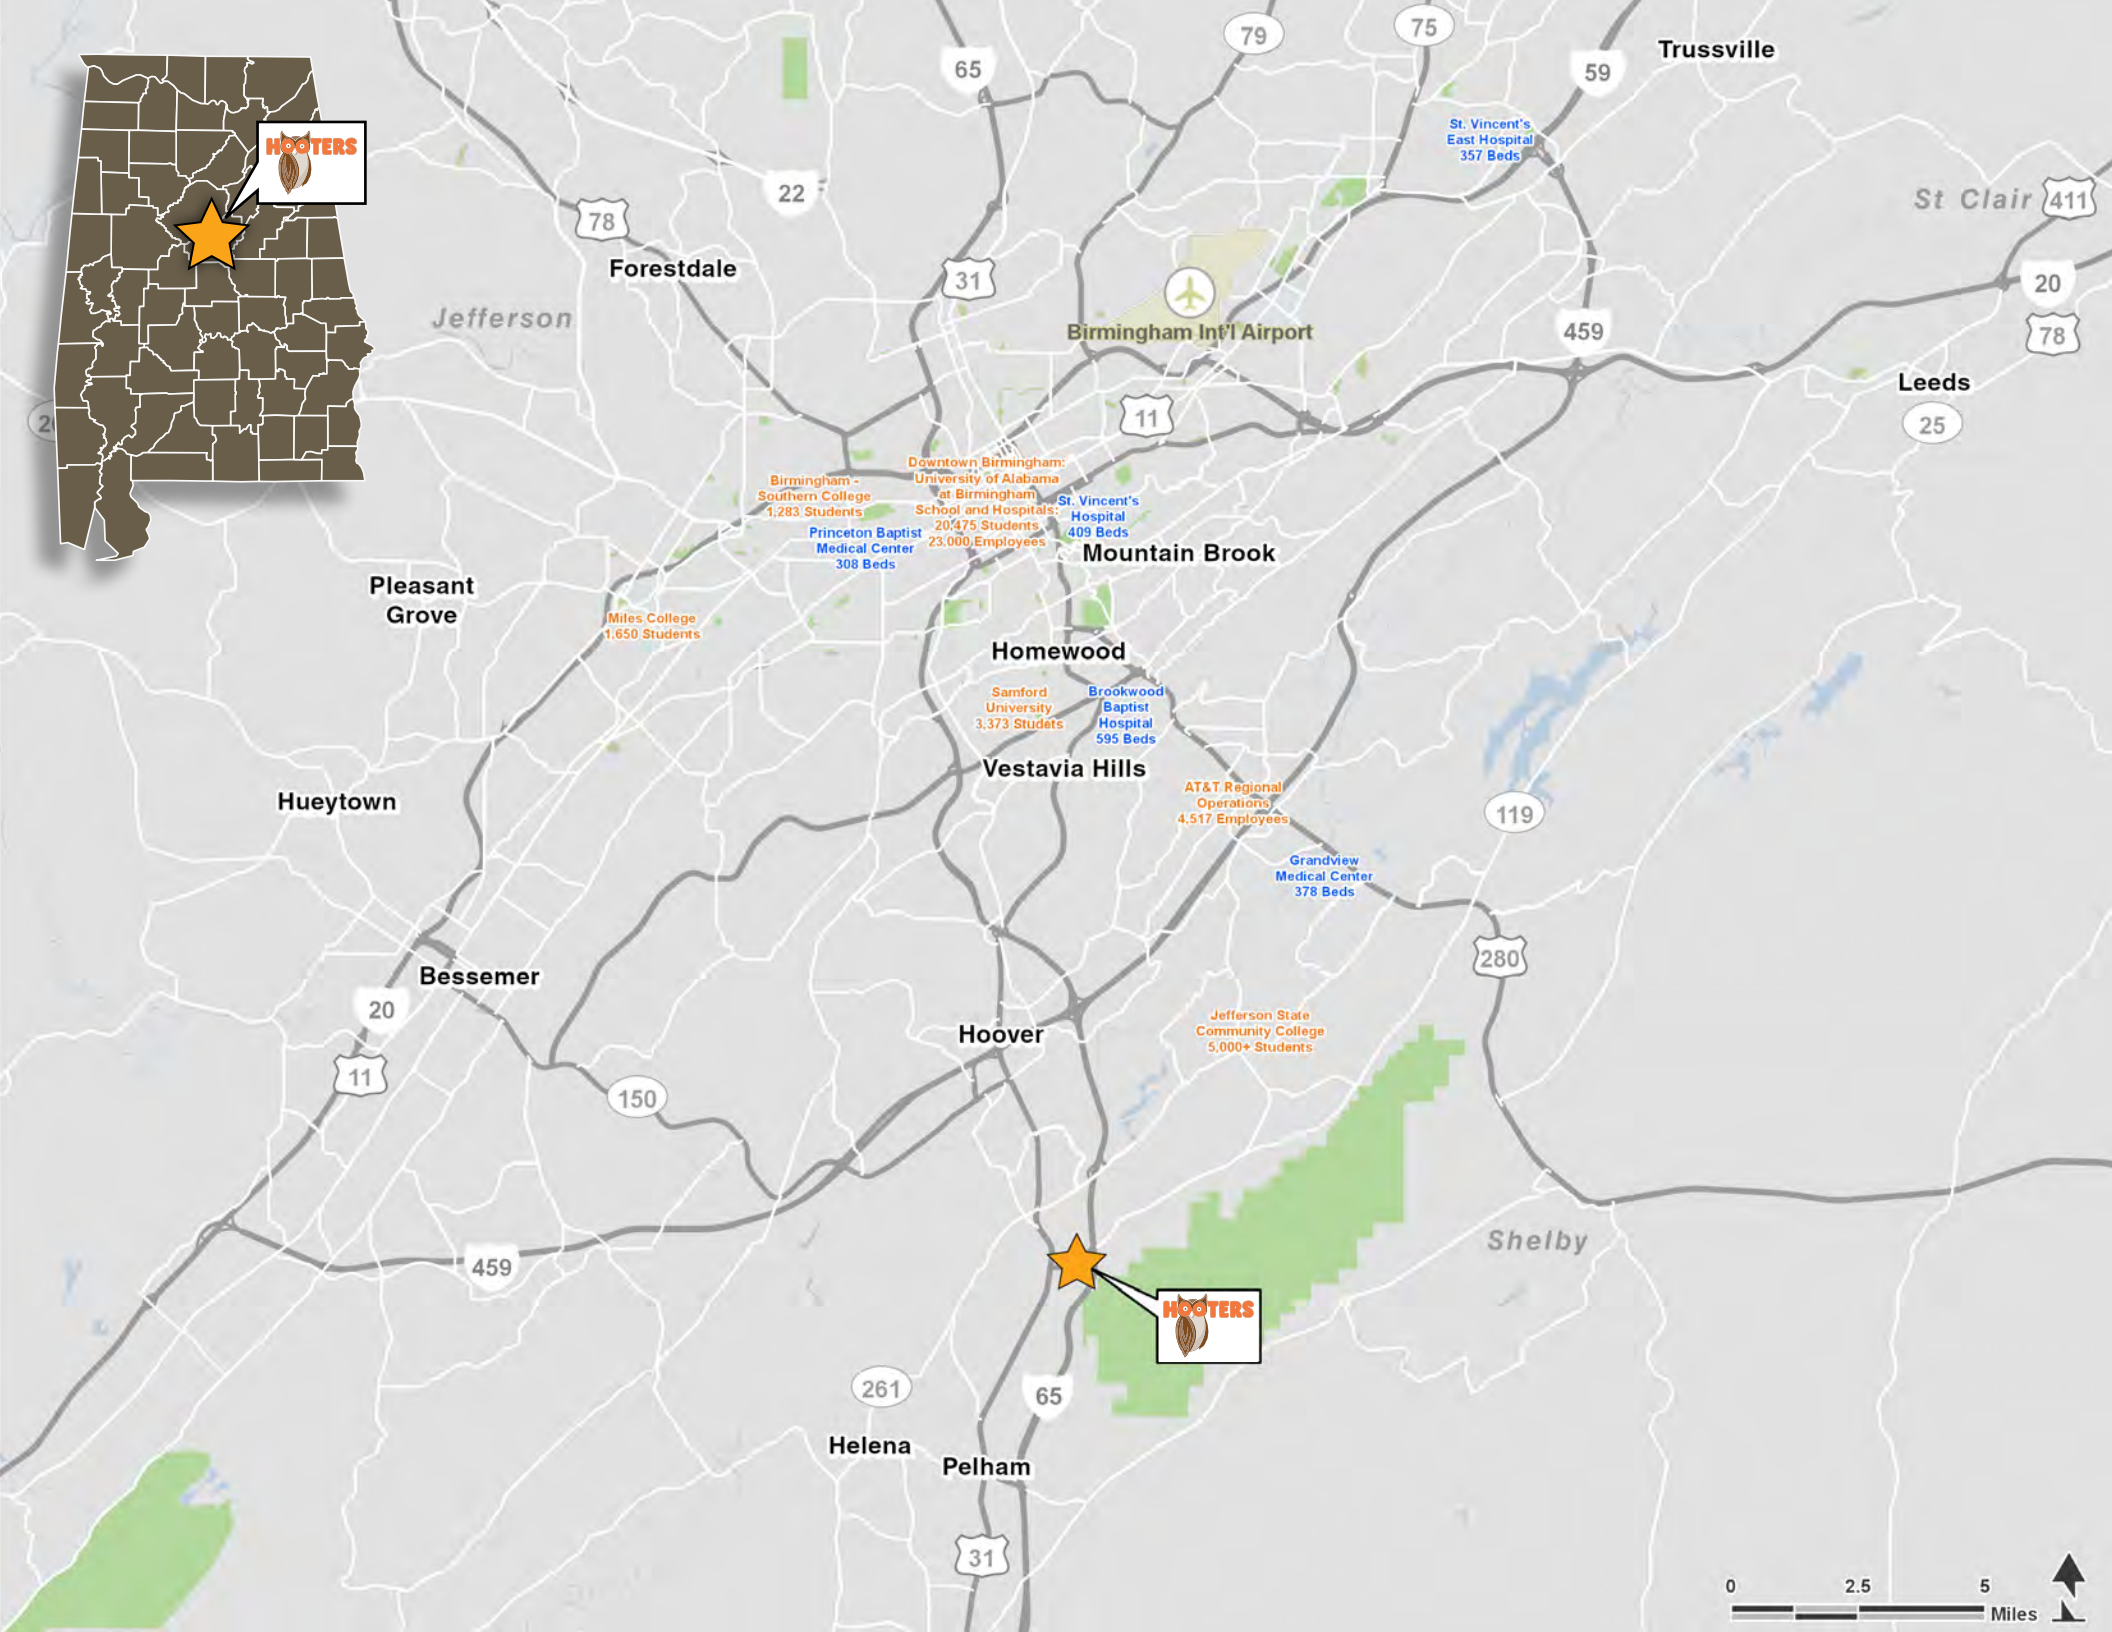 79
75
65
59
Trussville
HOOTERS
St. Vincent's
East Hospital
357 Beds
22
78
St Clair
411
Forestdale
31
20
Jefferson
Birmingham Int'l Airport
459
78
Leeds
11
25
Downtown Birmingham:
University of Alabama
at Birmingham
School and Hospitals:
20,475 Students
23,000 Employees
Birmingham -
Southern College
1,283 Students
St. Vincent's
Hospital
409 Beds
Princeton Baptist
Medical Center
308 Beds
Mountain Brook
Pleasant
Grove
Miles College
1,650 Students
Homewood
Samford
University
3,373 Studets
Brookwood
Baptist
Hospital
595 Beds
Vestavia Hills
Hueytown
AT&T Regional
Operations
4,517 Employees
119
Grandview
Medical Center
378 Beds
280
Bessemer
20
Hoover
Jefferson State
Community College
5,000+ Students
11
150
Shelby
459
HOOTERS
261
65
Helena
Pelham
31
0 2.5 5
Miles